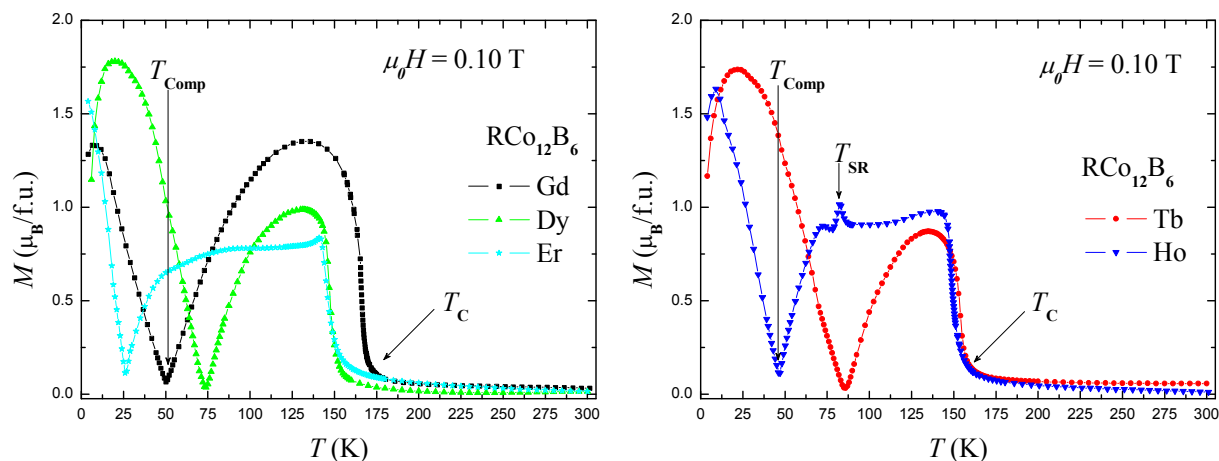 2.0
1.5
1.0
0.5
0.0
M (μB/f.u.)
0 25 50 75 100 125 150 175 200 225 250 275 300
T (K)
μ0H = 0.10 T
TComp
RCo12B6
Gd
Dy
Er
TC
2.0
1.5
1.0
0.5
0.0
M (μB/f.u.)
0 25 50 75 100 125 150 175 200 225 250 275 300
T (K)
μ0H = 0.10 T
TComp
TSR
RCo12B6
Tb
Ho
TC